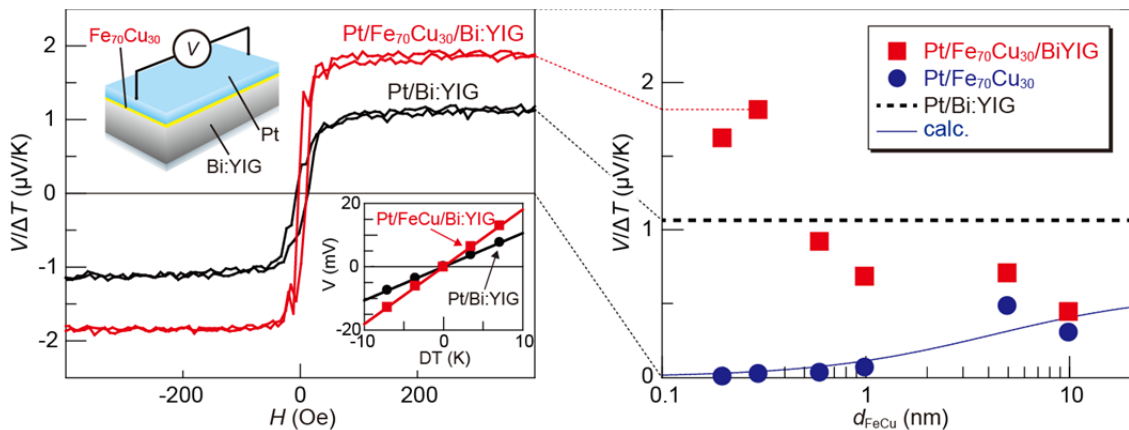 2
1
0
-1
-2
V/ΔT (μV/K)
-200
0
200
H (Oe)
Fe70Cu30
V
Pt
Bi:YIG
Pt/Fe70Cu30/Bi:YIG
Pt/Bi:YIG
20
10
0
-20
V (mV)
-10
0
10
DT (K)
Pt/FeCu/Bi:YIG
Pt/Bi:YIG
2
1
0
V/ΔT (μV/K)
0.1
1
10
dFeCu (nm)
Pt/Fe70Cu30/BiYIG
Pt/Fe70Cu30
Pt/Bi:YIG
calc.